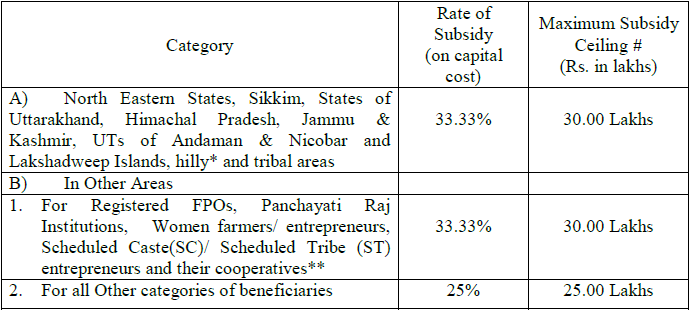 Category
Rate of
Subsidy
(on capital
cost)
Maximum Subsidy
Ceiling #
(Rs. in lakhs)
A) North Eastern States, Sikkim, States of
Uttarakhand, Himachal Pradesh, Jammu &
Kashmir, UTs of Andaman & Nicobar and
Lakshadweep Islands, hilly* and tribal areas
33.33%
30.00 Lakhs
B) In Other Areas
1. For Registered FPOs, Panchayati Raj
Institutions, Women farmers/ entrepreneurs,
Scheduled Caste(SC)/ Scheduled Tribe (ST)
entrepreneurs and their cooperatives**
33.33%
30.00 Lakhs
2. For all Other categories of beneficiaries
25%
25.00 Lakhs